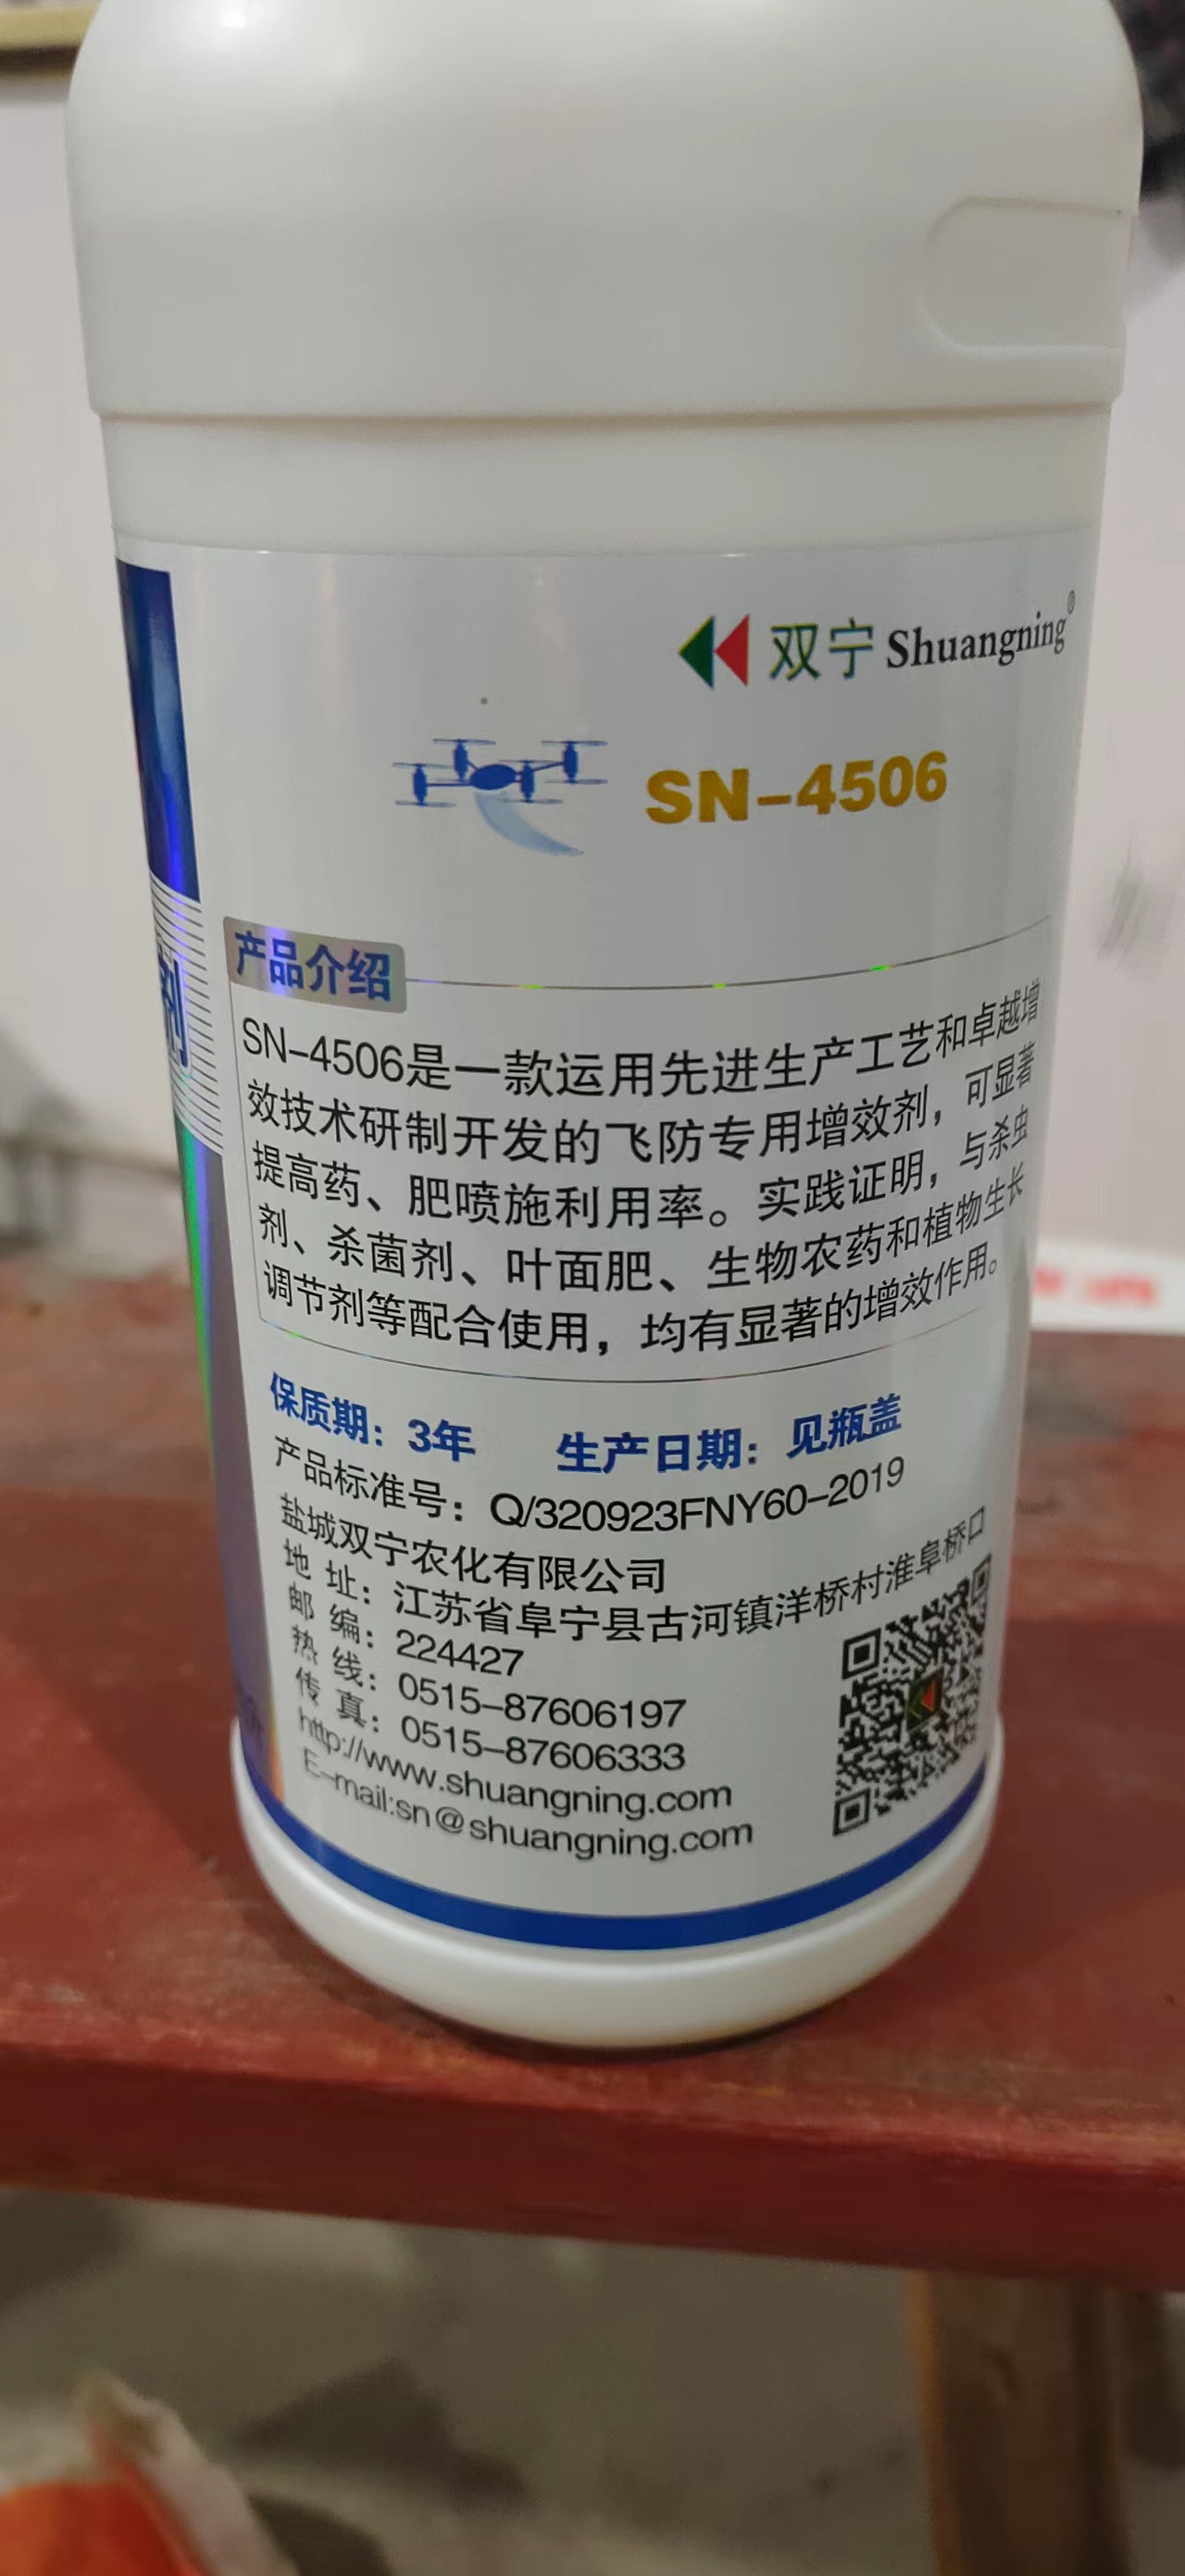 双宁 Shuangning®
SN-4506
剂
产品介绍
SN-4506是一款运用先进生产工艺和卓越增
效技术研制开发的飞防专用增效剂，可显著
提高药、肥喷施利用率。实践证明，与杀虫
剂、杀菌剂、叶面肥、生物农药和植物生长
调节剂等配合使用，均有显著的增效作用。
保质期：3年 生产日期：见瓶盖
产品标准号：Q/320923FNY60-2019
盐城双宁农化有限公司
地 址：江苏省阜宁县古河镇洋桥村淮阜桥口
邮 编：224427
热 线：0515-87606197
传 真：0515-87606333
http://www.shuangning.com
E-mail:sn@shuangning.com